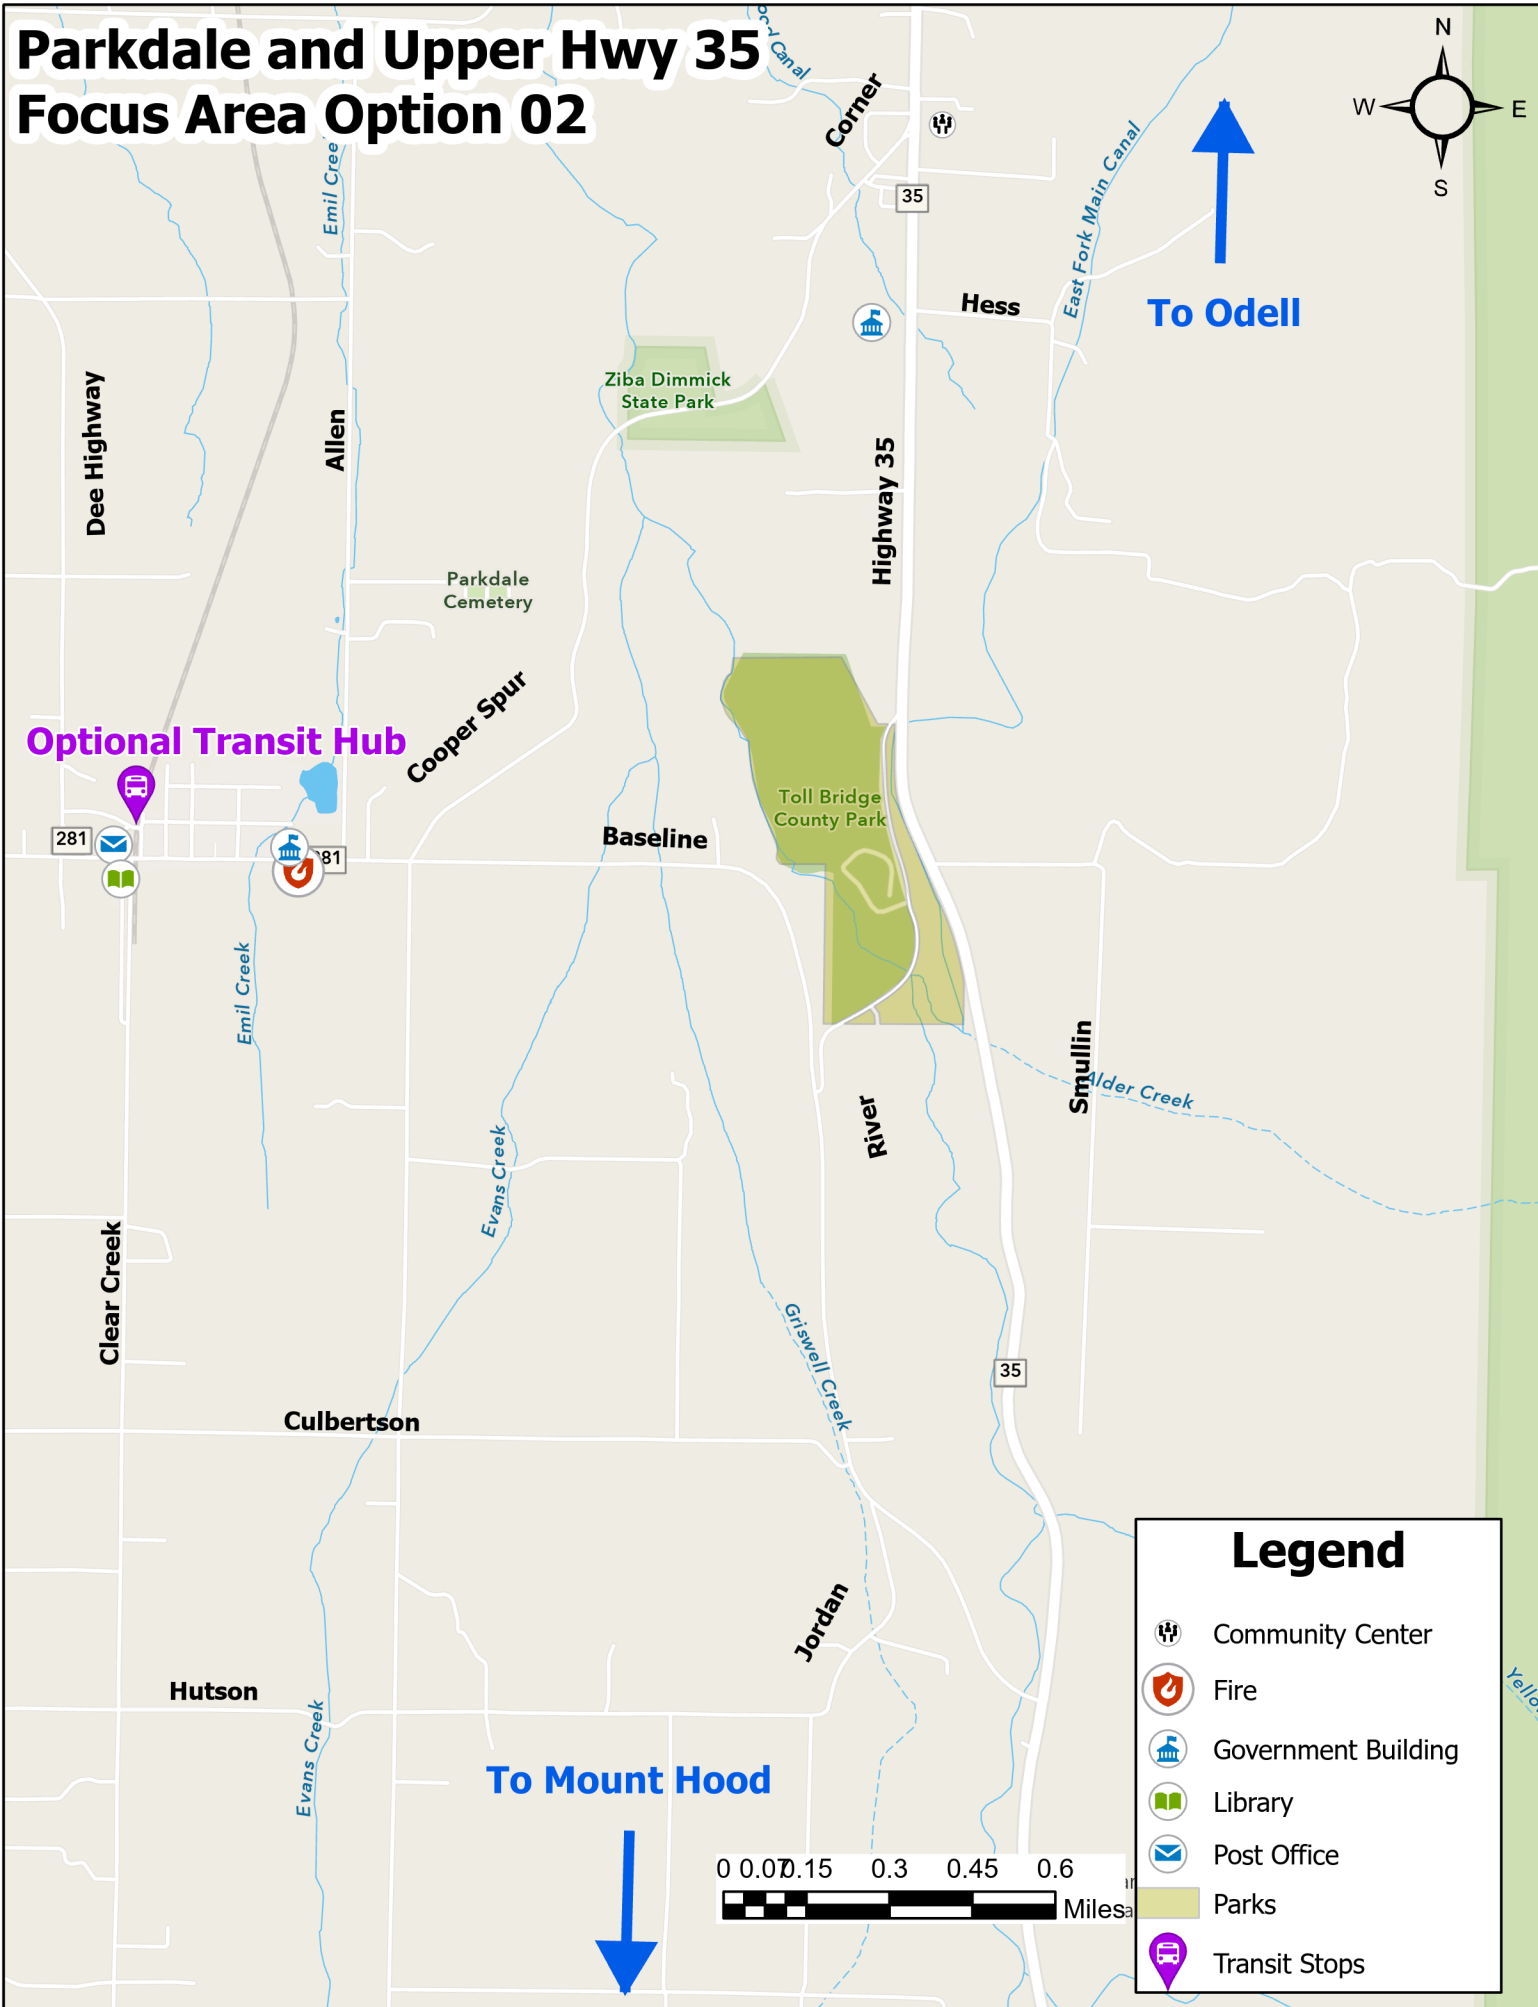 Parkdale and Upper Hwy 35
Focus Area Option 02
Canal
Corner
N
W
E
S
Emil Cree
35
East Fork Main Canal
Hess
To Odell
Ziba Dimmick
State Park
Dee Highway
Allen
Highway 35
Parkdale
Cemetery
Cooper Spur
Optional Transit Hub
Toll Bridge
County Park
281
81
Baseline
Emil Creek
Smullin
Alder Creek
River
Evans Creek
Clear Creek
Griswell Creek
35
Culbertson
Jordan
Hutson
Evans Creek
To Mount Hood
0 0.07 0.15 0.3 0.45 0.6
Miles
Legend
Community Center
Fire
Government Building
Library
Post Office
Parks
Transit Stops
Yello